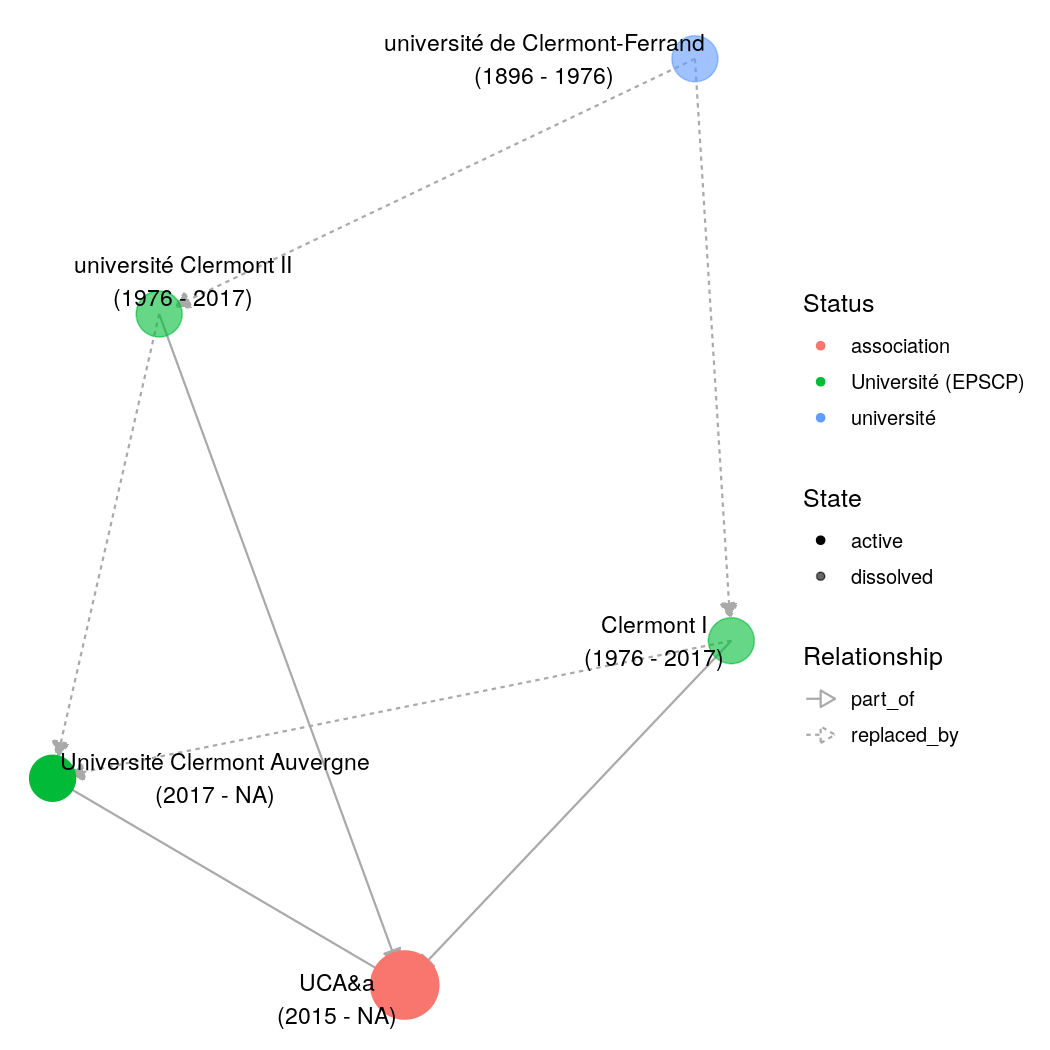 université de Clermont-Ferrand
(1896 - 1976)
université Clermont II
(1976 - 2017)
Clermont I
(1976 - 2017)
Université Clermont Auvergne
(2017 - NA)
UCA&a
(2015 - NA)
Status
association
Université (EPSCP)
université
State
active
dissolved
Relationship
part_of
replaced_by